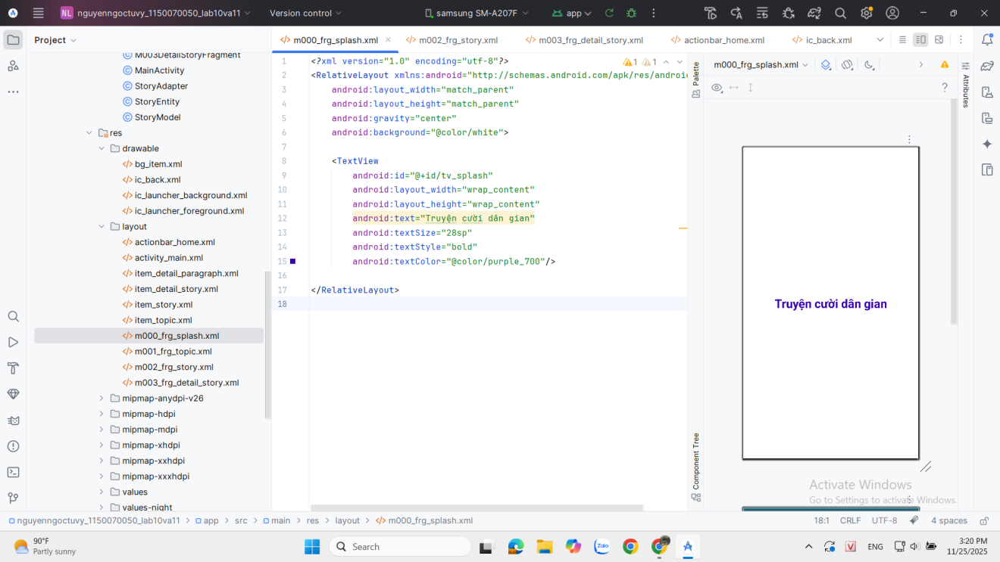 NL nguyenngoctuvy_1150070050_lab10va11
Version control
samsung SM-A207F
app
Project
m000_frg_splash.xml
m002_frg_story.xml
m003_frg_detail_story.xml
actionbar_home.xml
ic_back.xml
M003DetailStoryFragment
MainActivity
StoryAdapter
StoryEntity
StoryModel
res
drawable
bg_item.xml
ic_back.xml
ic_launcher_background.xml
ic_launcher_foreground.xml
layout
actionbar_home.xml
activity_main.xml
item_detail_paragraph.xml
item_detail_story.xml
item_story.xml
item_topic.xml
m000_frg_splash.xml
m001_frg_topic.xml
m002_frg_story.xml
m003_frg_detail_story.xml
mipmap-anydpi-v26
mipmap-hdpi
mipmap-mdpi
mipmap-xhdpi
mipmap-xxhdpi
mipmap-xxxhdpi
values
values-night
1 <?xml version="1.0" encoding="utf-8"?>
2 <RelativeLayout xmlns:android="http://schemas.android.com/apk/res/androi
3 android:layout_width="match_parent"
4 android:layout_height="match_parent"
5 android:gravity="center"
6 android:background="@color/white">
7
8 <TextView
9 android:id="@+id/tv_splash"
10 android:layout_width="wrap_content"
11 android:layout_height="wrap_content"
12 android:text="Truyện cười dân gian"
13 android:textSize="28sp"
14 android:textStyle="bold"
15 android:textColor="@color/purple_700"/>
16
17 </RelativeLayout>
18
1 1
Palette
Component Tree
m000_frg_splash.xml
?
Attributes
Truyện cười dân gian
Activate Windows
Go to Settings to activate Windows.
nguyenngoctuvy_1150070050_lab10va11 > app > src > main > res > layout > m000_frg_splash.xml
18:1 CRLF UTF-8 4 spaces
90°F
Partly sunny
Search
Zalo
V
ENG
3:20 PM
11/25/2025